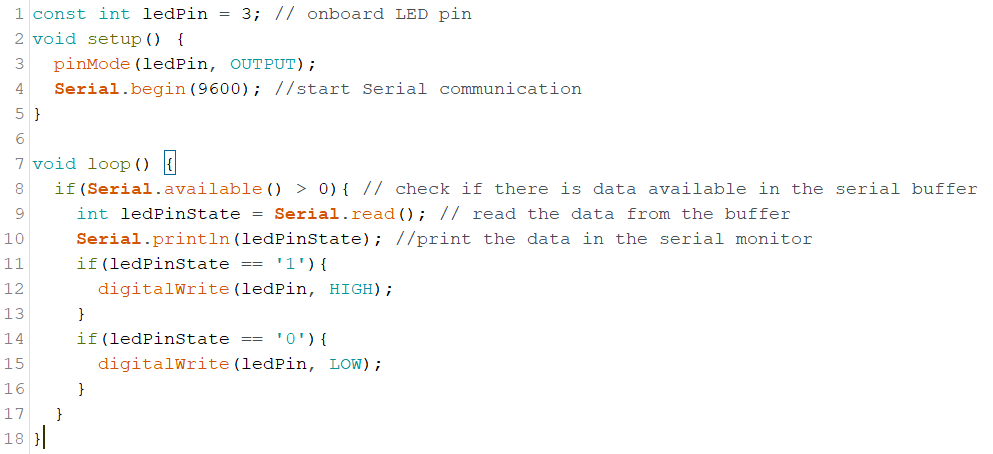 1 const int ledPin = 3; // onboard LED pin
2 void setup() {
3   pinMode(ledPin, OUTPUT);
4   Serial.begin(9600); //start Serial communication
5 }
6
7 void loop() {
8   if(Serial.available() > 0){ // check if there is data available in the serial buffer
9     int ledPinState = Serial.read(); // read the data from the buffer
10     Serial.println(ledPinState); //print the data in the serial monitor
11     if(ledPinState == '1'){
12       digitalWrite(ledPin, HIGH);
13     }
14     if(ledPinState == '0'){
15       digitalWrite(ledPin, LOW);
16     }
17   }
18 }